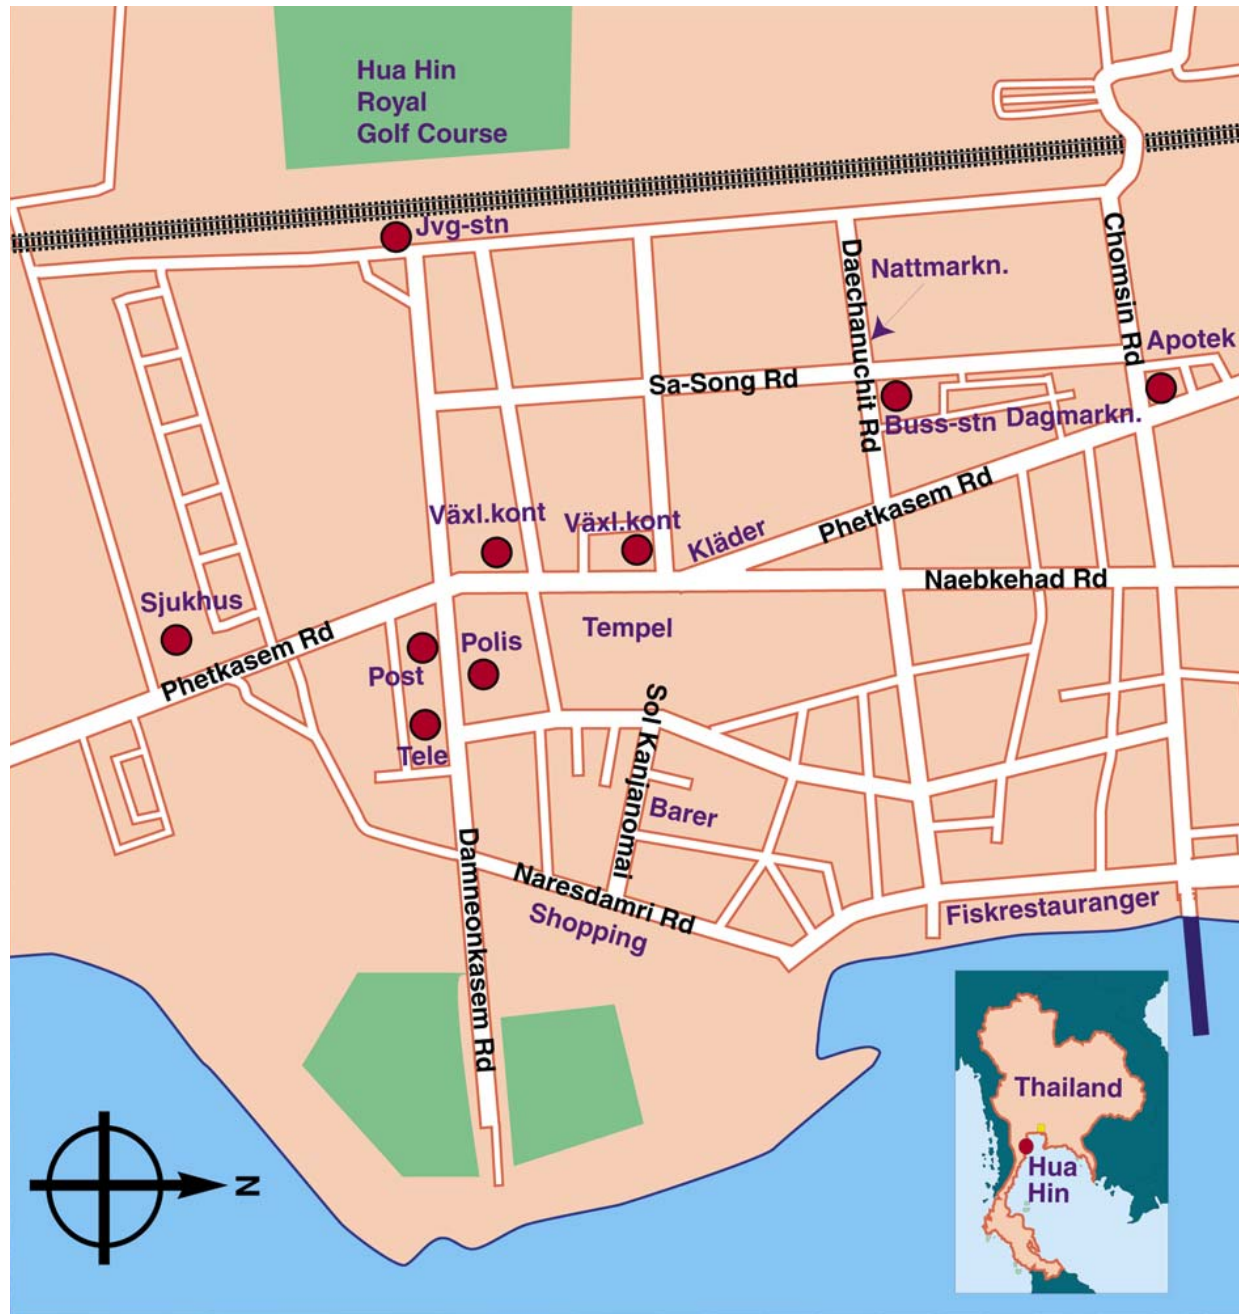 Hua Hin
Royal
Golf Course
Jvg-stn
Chomsin Rd
Daechanuchit Rd
Nattmarkn.
Apotek
Sa-Song Rd
Buss-stn
Dagmarkn.
Växl.kont
Växl.kont
Kläder
Phetkasem Rd
Naebkehad Rd
Sjukhus
Phetkasem Rd
Tempel
Polis
Post
Sol Kanjanomai
Tele
Barer
Damneonkasem Rd
Naresdamri Rd
Shopping
Fiskrestauranger
Thailand
Hua
Hin
N